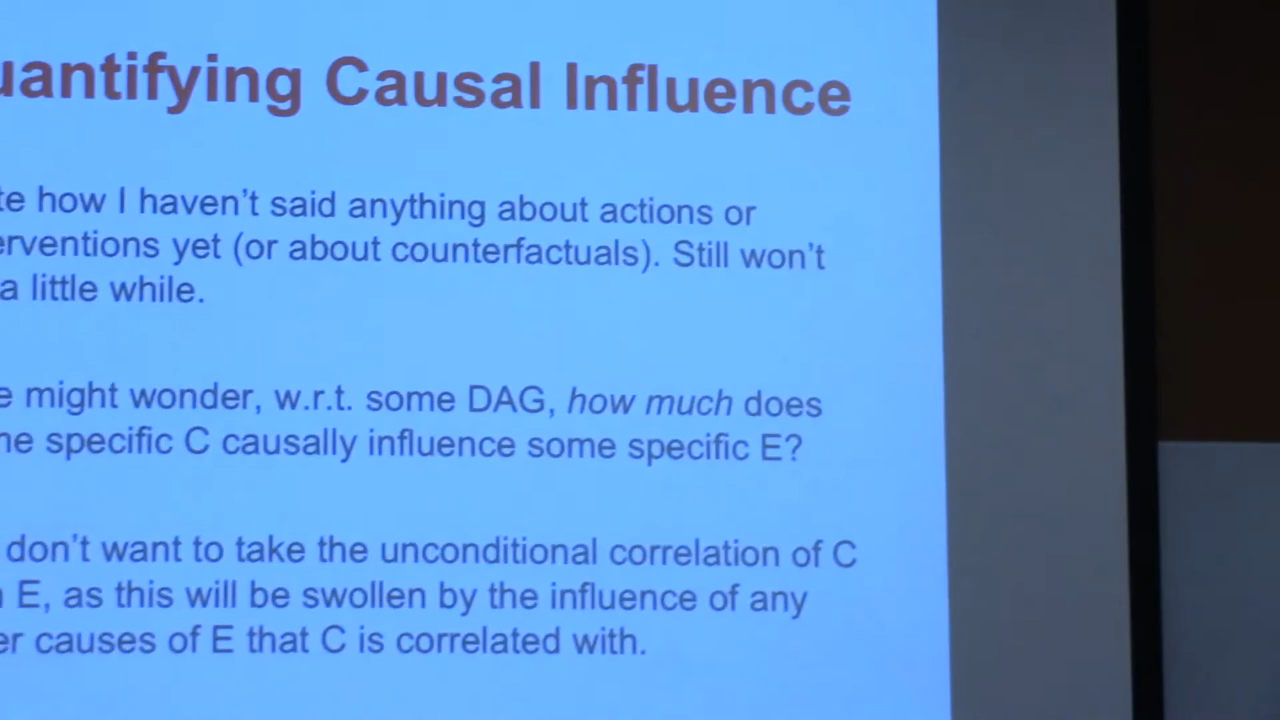 uantifying Causal Influence
te how I haven't said anything about actions or
erventions yet (or about counterfactuals). Still won't
a little while.
e might wonder, w.r.t. some DAG, how much does
ne specific C causally influence some specific E?
don't want to take the unconditional correlation of C
E, as this will be swollen by the influence of any
er causes of E that C is correlated with.